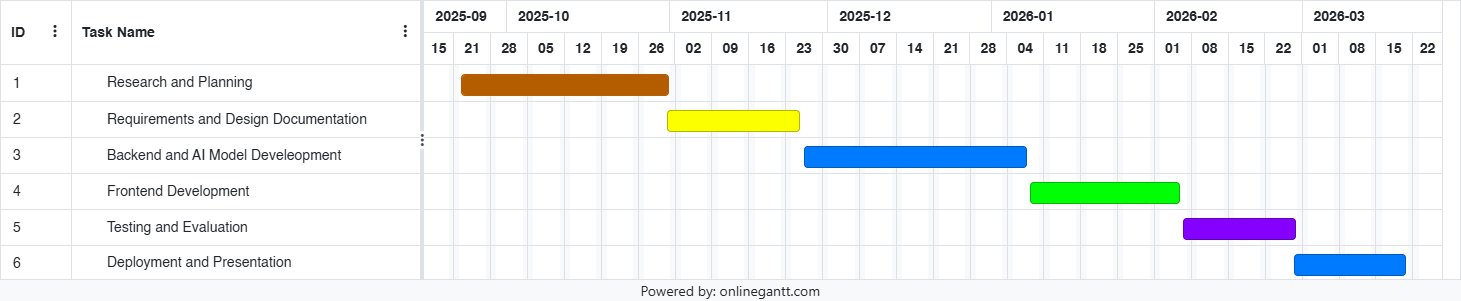 2025-09 2025-10 2025-11 2025-12 2026-01 2026-02 2026-03
ID Task Name
15 21 28 05 12 19 26 02 09 16 23 30 07 14 21 28 04 11 18 25 01 08 15 22 01 08 15 22
1 Research and Planning
2 Requirements and Design Documentation
3 Backend and AI Model Develeopment
4 Frontend Development
5 Testing and Evaluation
6 Deployment and Presentation
Powered by: onlinegantt.com